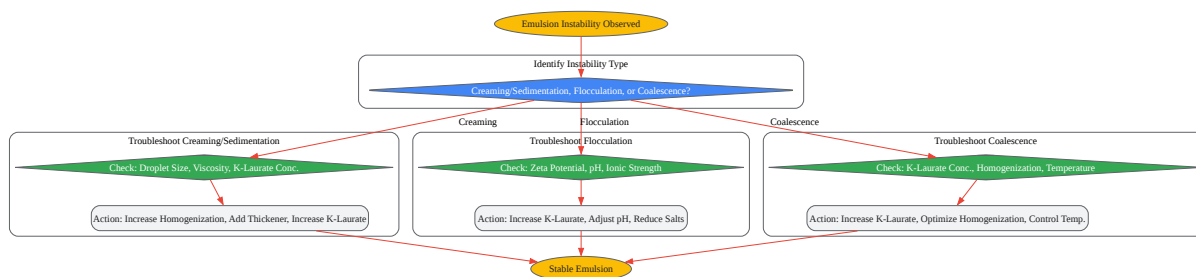 Emulsion Instability Observed
Identify Instability Type
Creaming/Sedimentation, Flocculation, or Coalescence?
Creaming
Flocculation
Coalescence
Troubleshoot Creaming/Sedimentation
Troubleshoot Flocculation
Troubleshoot Coalescence
Check: Droplet Size, Viscosity, K-Laurate Conc.
Check: Zeta Potential, pH, Ionic Strength
Check: K-Laurate Conc., Homogenization, Temperature
Action: Increase Homogenization, Add Thickener, Increase K-Laurate
Action: Increase K-Laurate, Adjust pH, Reduce Salts
Action: Increase K-Laurate, Optimize Homogenization, Control Temp.
Stable Emulsion